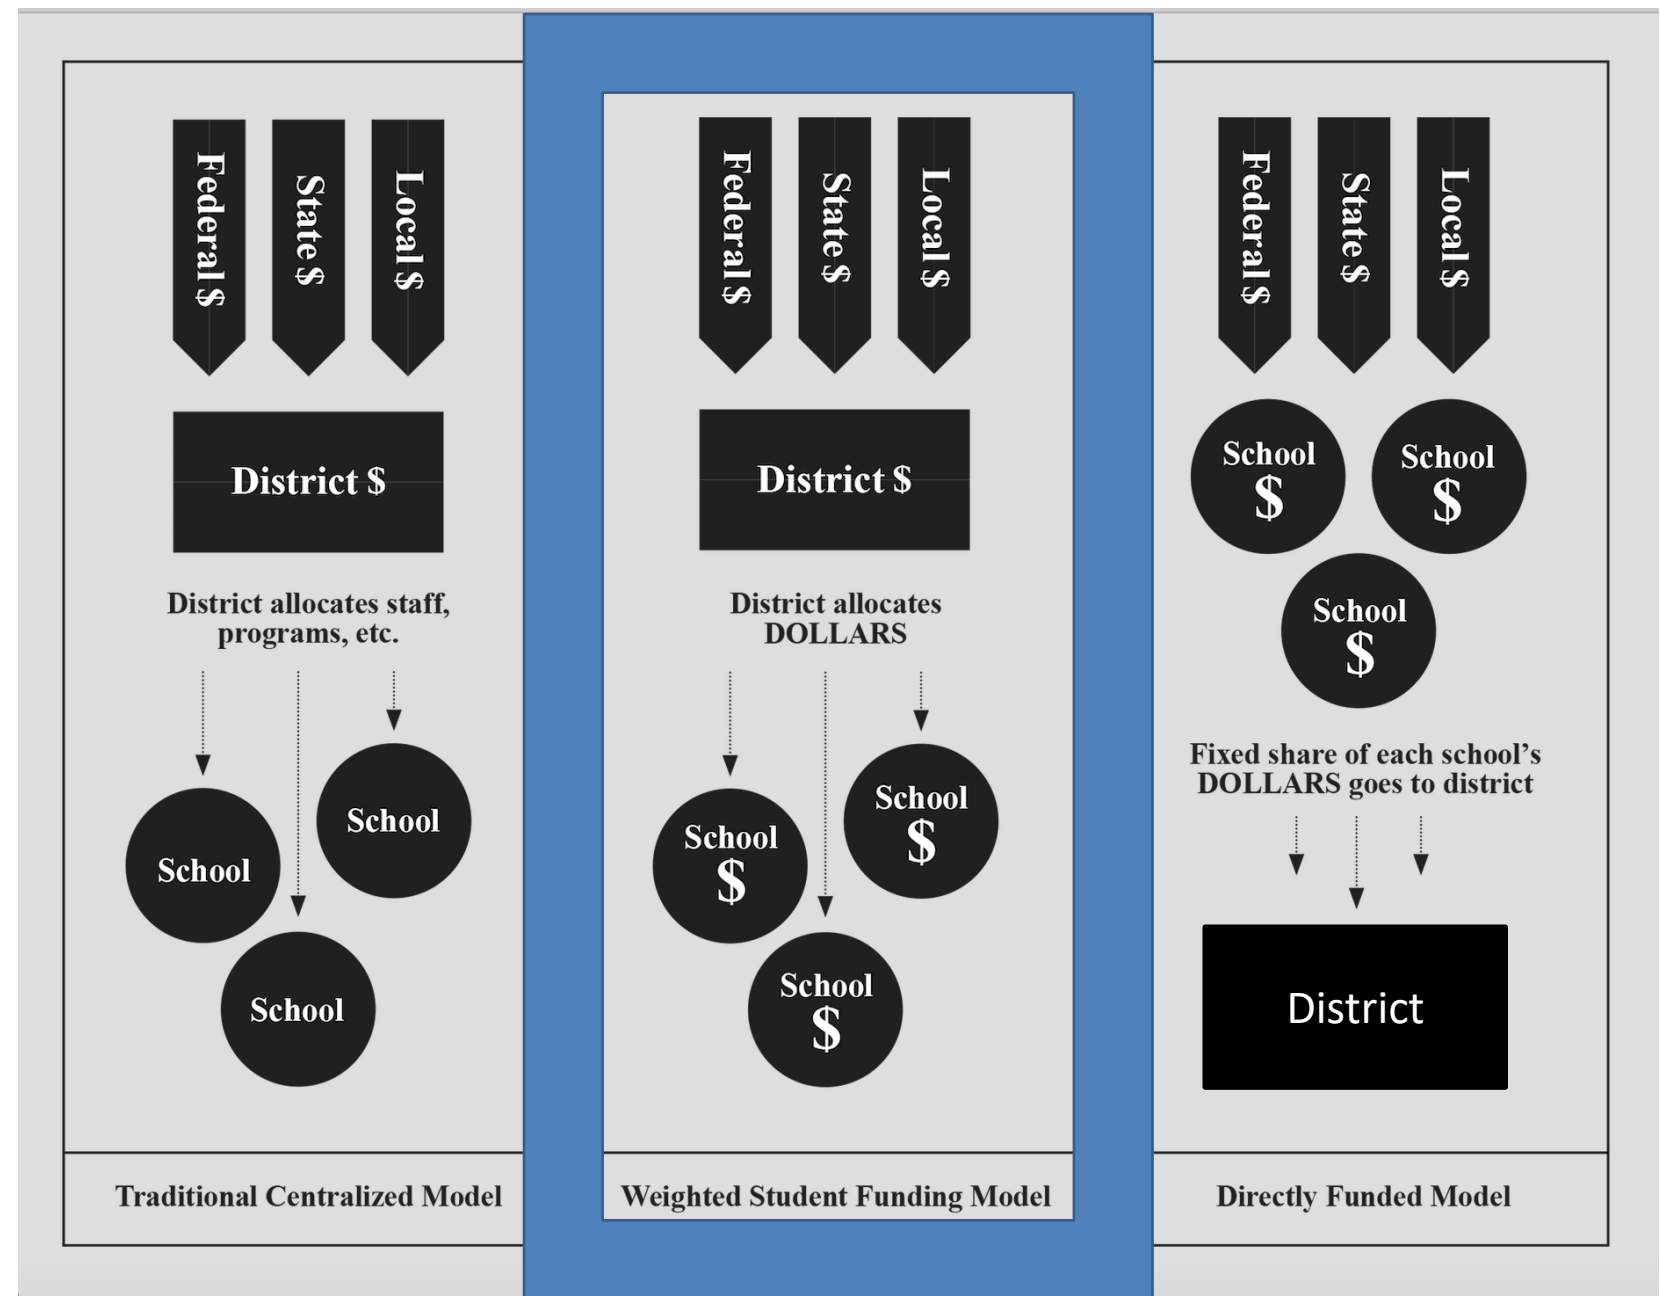 Federal $
State $
Local $
District $
District allocates staff,
programs, etc.
School
School
School
Traditional Centralized Model
Federal $
State $
Local $
District $
District allocates
DOLLARS
School
$
School
$
School
$
Weighted Student Funding Model
Federal $
State $
Local $
School
$
School
$
School
$
Fixed share of each school’s
DOLLARS goes to district
District
Directly Funded Model